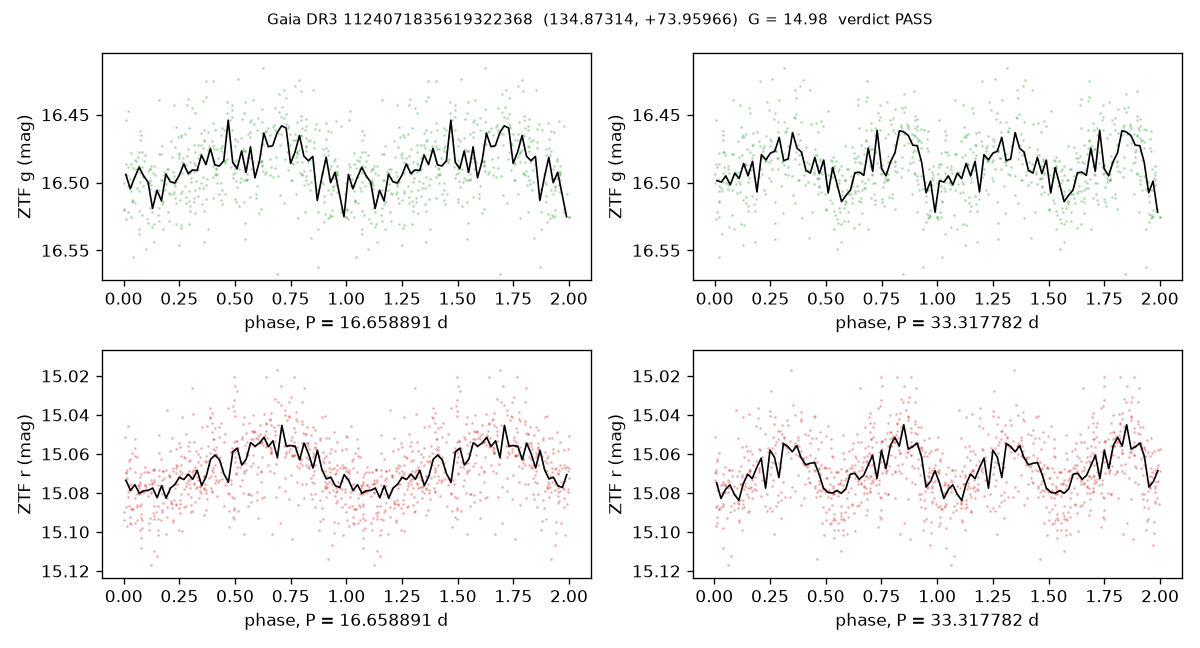 Gaia DR3 1124071835619322368 (134.87314, +73.95966) G = 14.98 verdict PASS
ZTF g (mag)
16.45
16.50
16.55
0.00 0.25 0.50 0.75 1.00 1.25 1.50 1.75 2.00
phase, P = 16.658891 d
ZTF g (mag)
16.45
16.50
16.55
0.00 0.25 0.50 0.75 1.00 1.25 1.50 1.75 2.00
phase, P = 33.317782 d
ZTF r (mag)
15.02
15.04
15.06
15.08
15.10
15.12
0.00 0.25 0.50 0.75 1.00 1.25 1.50 1.75 2.00
phase, P = 16.658891 d
ZTF r (mag)
15.02
15.04
15.06
15.08
15.10
15.12
0.00 0.25 0.50 0.75 1.00 1.25 1.50 1.75 2.00
phase, P = 33.317782 d